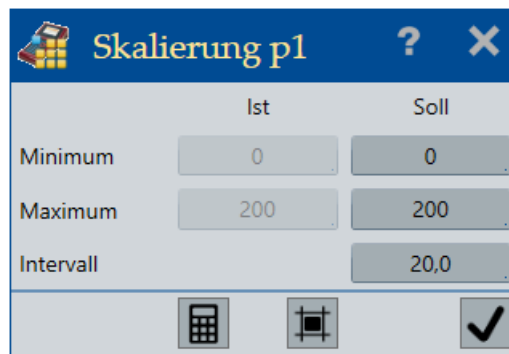 Skalierung p1 ? X
Ist Soll
Minimum 0 0
Maximum 200 200
Intervall 20,0